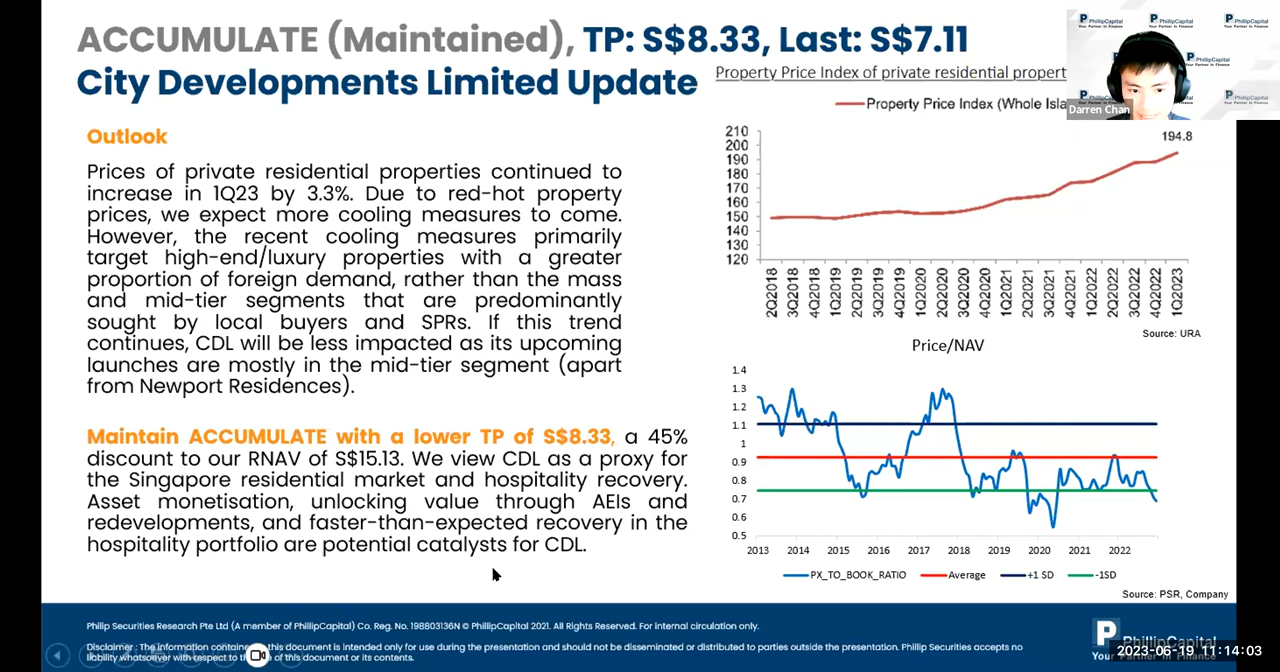 ACCUMULATE (Maintained), TP: S$8.33, Last: S$7.11
City Developments Limited Update
Outlook
Prices of private residential properties continued to
increase in 1Q23 by 3.3%. Due to red-hot property
prices, we expect more cooling measures to come.
However, the recent cooling measures primarily
target high-end/luxury properties with a greater
proportion of foreign demand, rather than the mass
and mid-tier segments that are predominantly
sought by local buyers and SPRs. If this trend
continues, CDL will be less impacted as its upcoming
launches are mostly in the mid-tier segment (apart
from Newport Residences).
Maintain ACCUMULATE with a lower TP of S$8.33, a 45%
discount to our RNAV of S$15.13. We view CDL as a proxy for
the Singapore residential market and hospitality recovery.
Asset monetisation, unlocking value through AEIs and
redevelopments, and faster-than-expected recovery in the
hospitality portfolio are potential catalysts for CDL.
Property Price Index of private residential propert
Property Price Index (Whole Isla
194.8
210
200
190
180
170
160
150
140
130
120
2Q2018 3Q2018 4Q2018 1Q2019 2Q2019 3Q2019 4Q2019 1Q2020 2Q2020 3Q2020 4Q2020 1Q2021 2Q2021 3Q2021 4Q2021 1Q2022 2Q2022 3Q2022 4Q2022 1Q2023
Source: URA
Price/NAV
1.4
1.3
1.2
1.1
1
0.9
0.8
0.7
0.6
0.5
2013 2014 2015 2016 2017 2018 2019 2020 2021 2022
PX_TO_BOOK_RATIO Average +1 SD -1SD
Source: PSR, Company
PhillipCapital PhillipCapital PhillipCapital
Your Partner In Finance
PhillipCapital
Darren Chan
Phillip Securities Research Pte Ltd (A member of PhillipCapital) Co. Reg. No. 198803136N © PhillipCapital 2021. All Rights Reserved. For internal circulation only.
Disclaimer : The information this document is intended only for use during the presentation and should not be disseminated or distributed to parties outside the presentation. Phillip Securities accepts no
liability whatsoever with respect to of this document or its contents.
PhillipCapital
Your Partner In Finance
2023-06-19 11:14:03